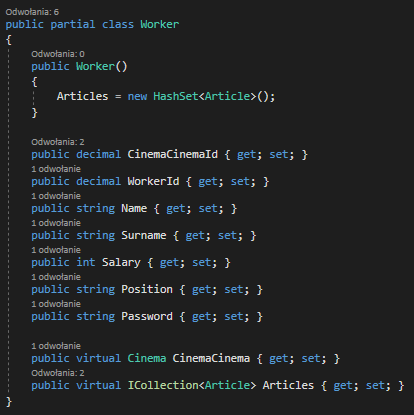 Odwołania: 6
public partial class Worker
{
Odwołania: 0
public Worker()
{
Articles = new HashSet<Article>();
}
Odwołania: 2
public decimal CinemaCinemaId { get; set; }
1 odwołanie
public decimal WorkerId { get; set; }
1 odwołanie
public string Name { get; set; }
1 odwołanie
public string Surname { get; set; }
1 odwołanie
public int Salary { get; set; }
1 odwołanie
public string Position { get; set; }
1 odwołanie
public string Password { get; set; }
1 odwołanie
public virtual Cinema CinemaCinema { get; set; }
Odwołania: 2
public virtual ICollection<Article> Articles { get; set; }
}